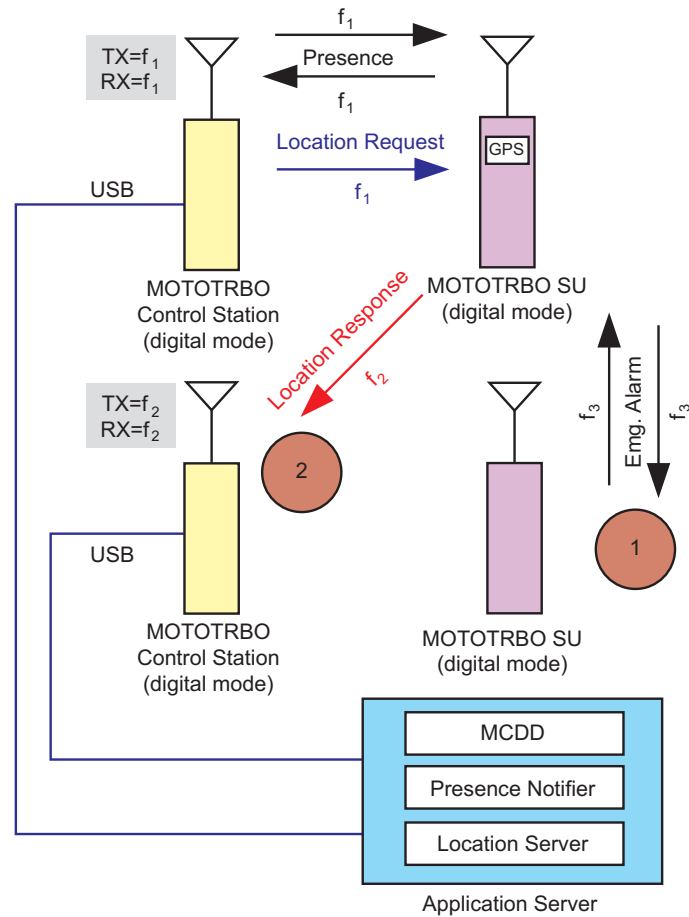 f1
TX=f1
RX=f1
Presence
f1
Location Request
f1
GPS
USB
MOTOTRBO
Control Station
(digital mode)
MOTOTRBO SU
(digital mode)
Location Response
f2
TX=f2
RX=f2
2
f3
Emg. Alarm
f3
1
USB
MOTOTRBO
Control Station
(digital mode)
MOTOTRBO SU
(digital mode)
MCDD
Presence Notifier
Location Server
Application Server